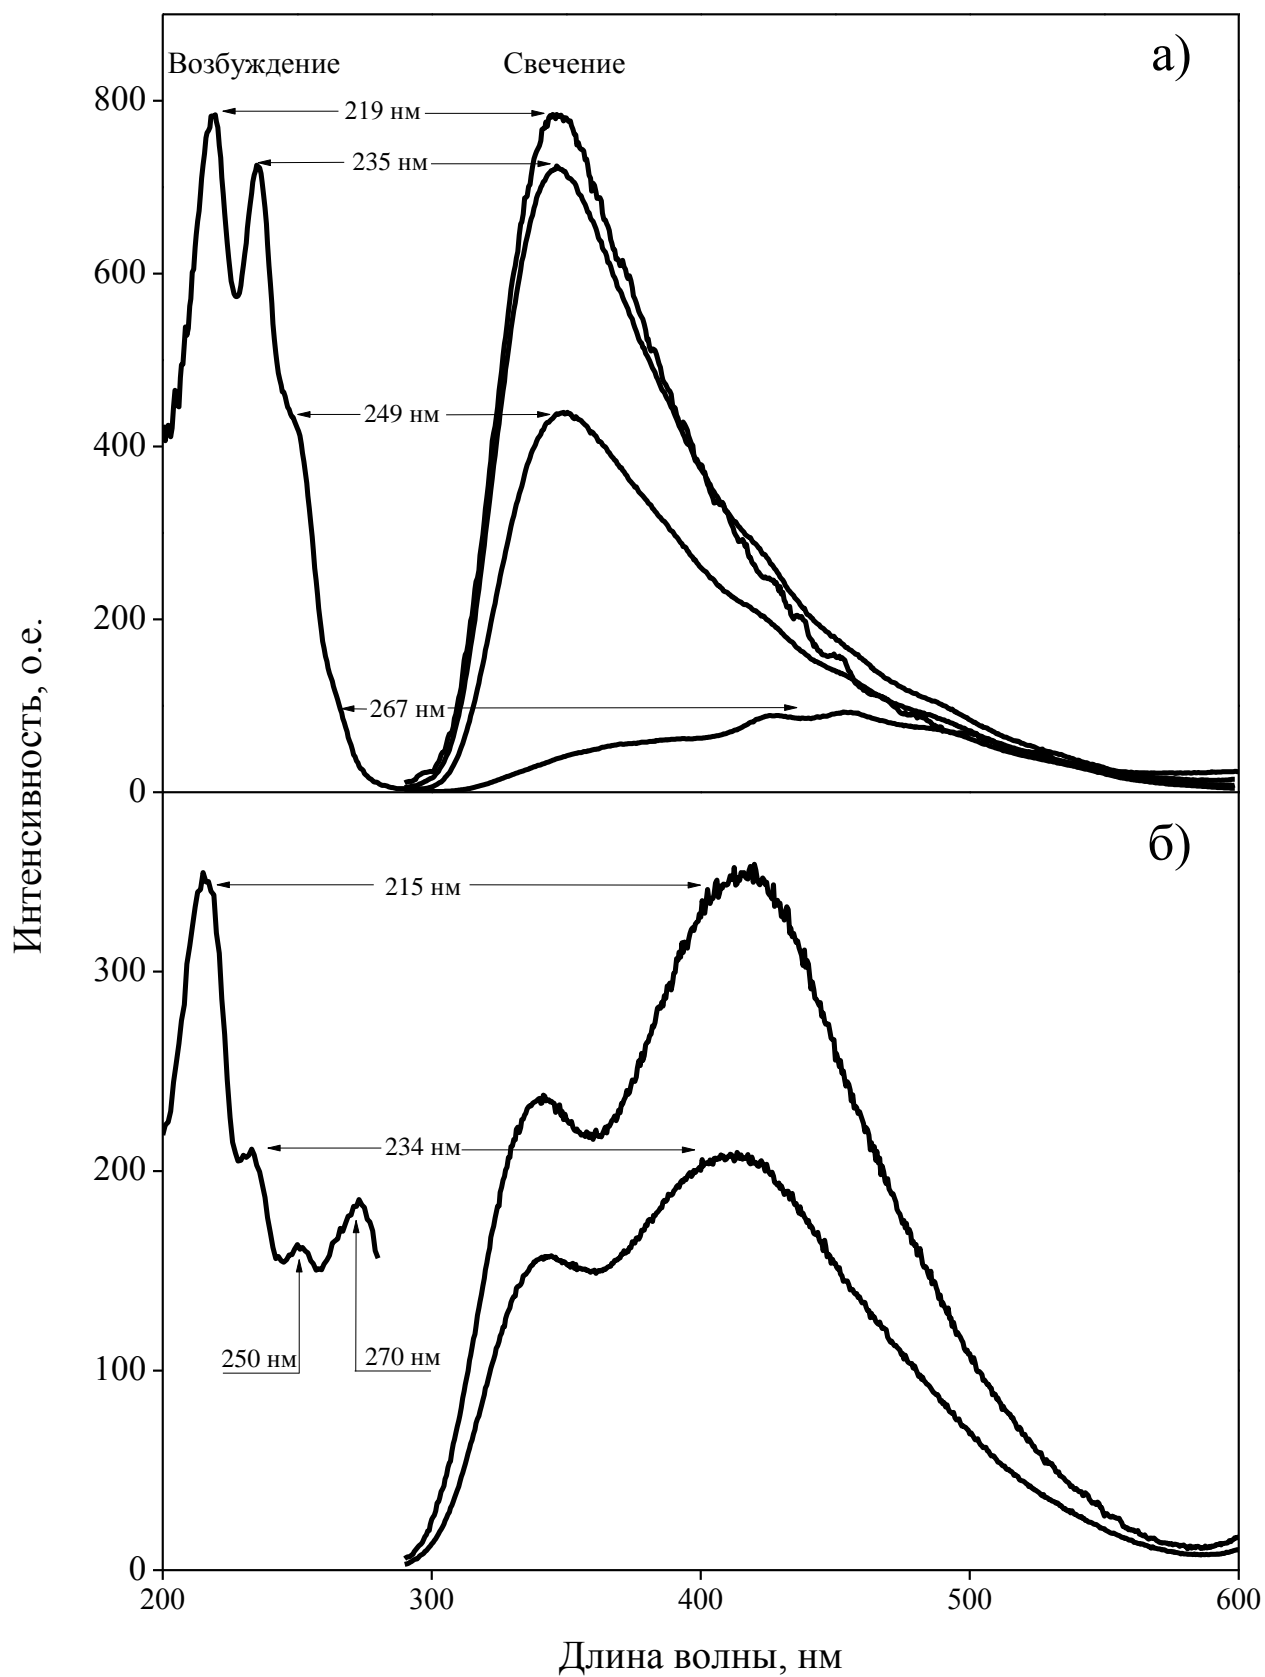 а)
Возбуждение
Свечение
800
219 нм
235 нм
600
249 нм
400
200
267 нм
0
Интенсивность, о.е.
б)
215 нм
300
234 нм
200
250 нм
270 нм
100
0
200
300
400
500
600
Длина волны, нм